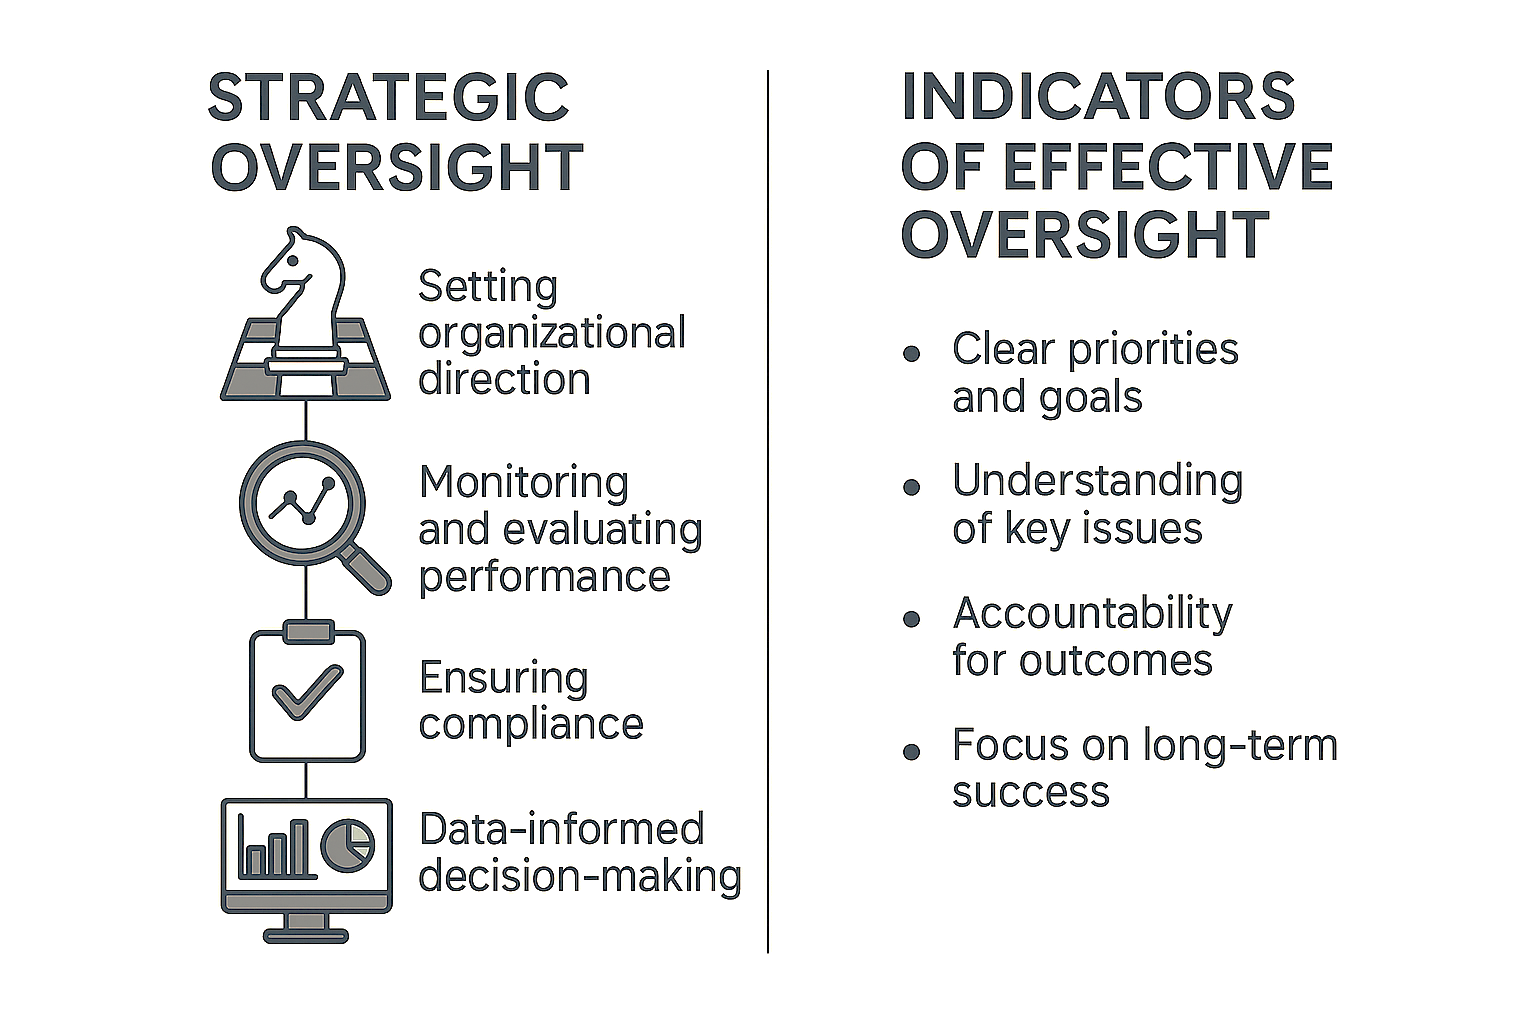 STRATEGIC
OVERSIGHT
Setting
organizational
direction
Monitoring
and evaluating
performance
Ensuring
compliance
Data-informed
decision-making
INDICATORS
OF EFFECTIVE
OVERSIGHT
• Clear priorities
and goals
• Understanding
of key issues
• Accountability
for outcomes
• Focus on long-term
success